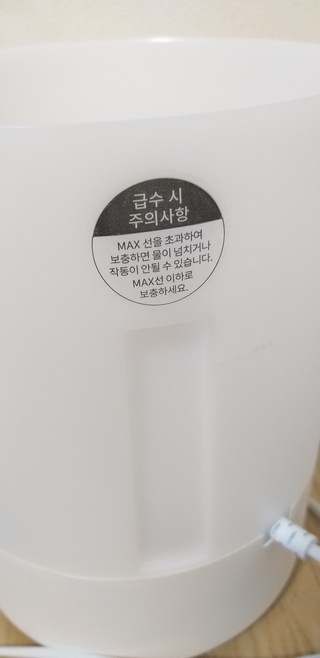 급수 시
주의사항
MAX 선을 초과하여
보충하면 물이 넘치거나
작동이 안될 수 있습니다.
MAX선 이하로
보충하세요.